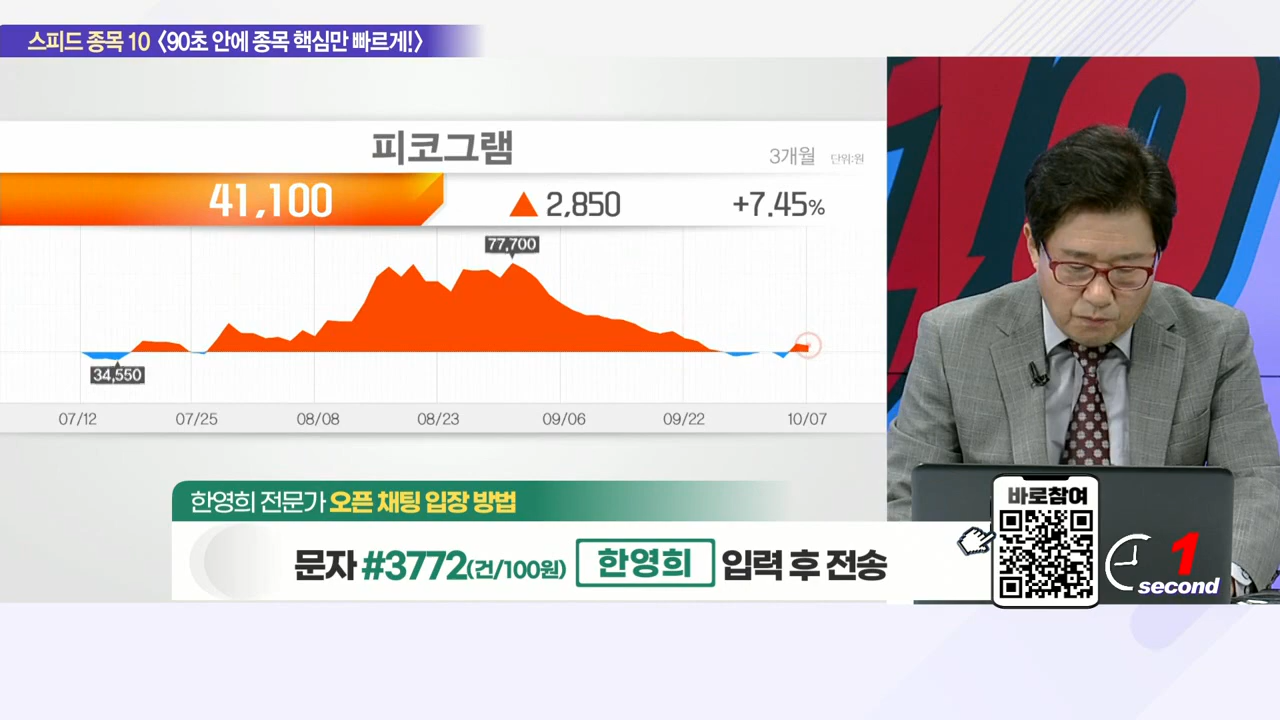 스피드 종목 10 〈90초 안에 종목 핵심만 빠르게!〉
10
피코그램
3개월 단위:원
41,100 ▲ 2,850 +7.45%
77,700
34,550
07/12 07/25 08/08 08/23 09/06 09/22 10/07
한영희 전문가 오픈 채팅 입장 방법
문자 #3772(건/100원) 한영희 입력 후 전송
바로참여
1
second